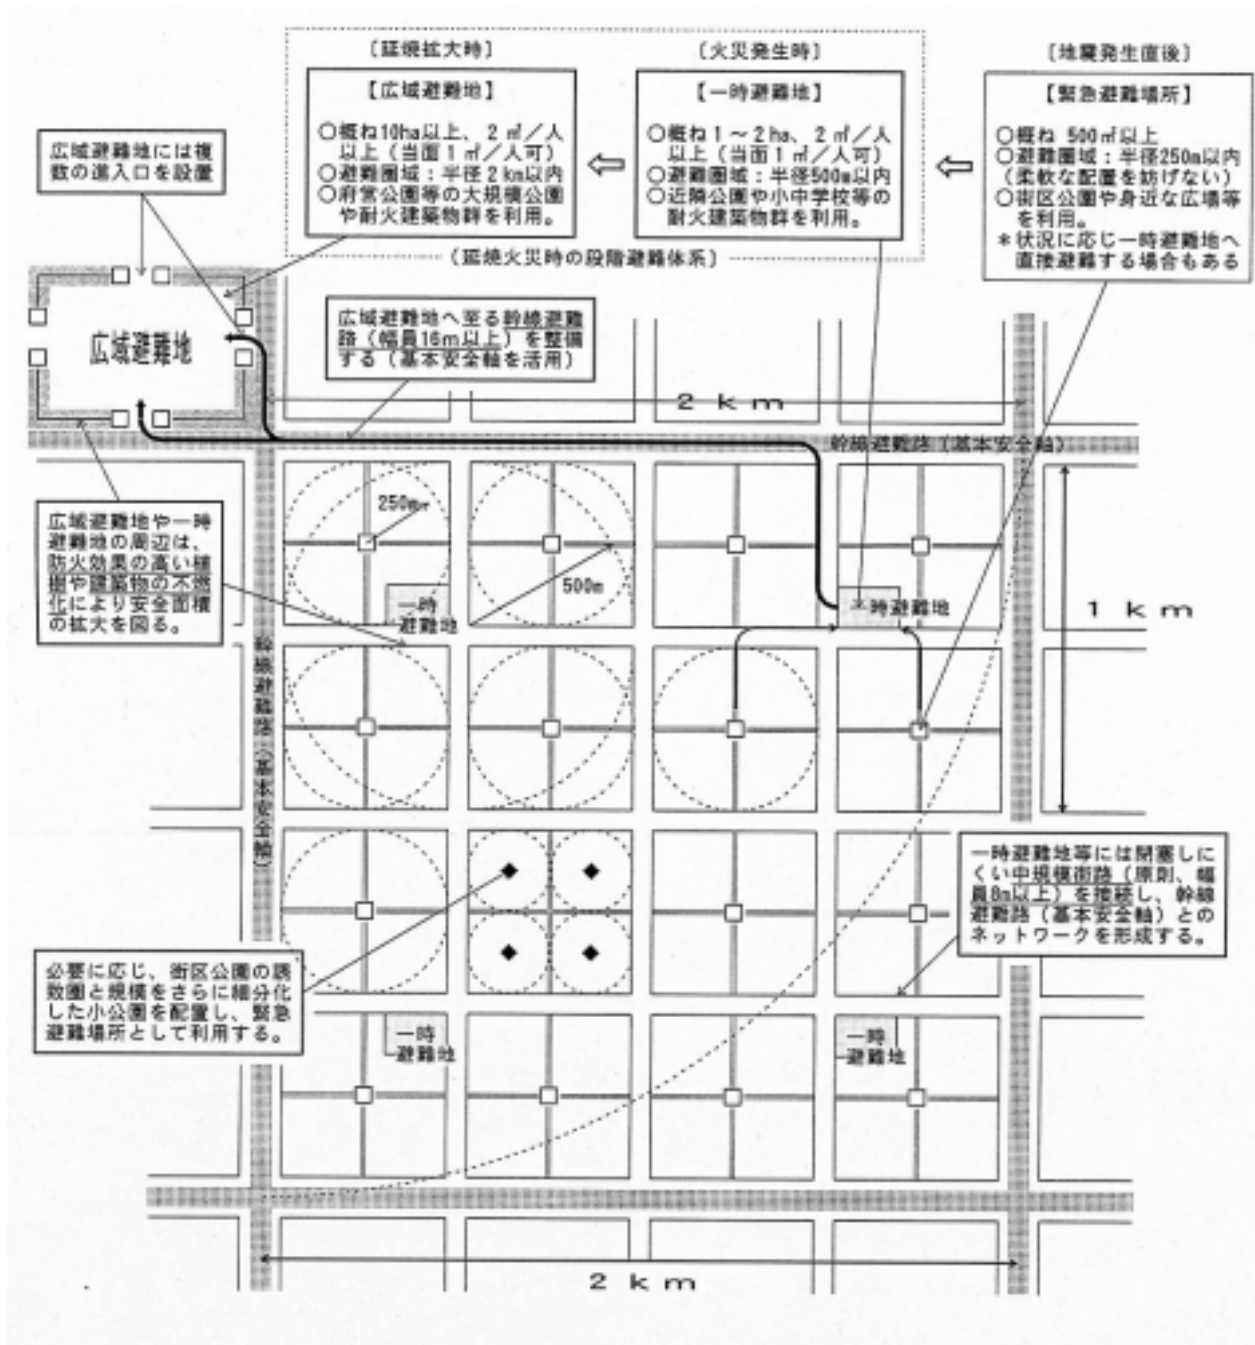 〔延焼拡大時〕
【広域避難地】
○概ね10ha以上、2㎡／人
以上（当面1㎡／人可）
○避難圏域：半径2km以内
○府営公園等の大規模公園
や耐火建築物群を利用。
〔火災発生時〕
【一時避難地】
○概ね1～2ha、2㎡／人
以上（当面1㎡／人可）
○避難圏域：半径500m以内
○近隣公園や小中学校等の
耐火建築物群を利用。
〔地震発生直後〕
【緊急避難場所】
○概ね 500㎡以上
○避難圏域：半径250m以内
（柔軟な配置を妨げない）
○街区公園や身近な広場等
を利用。
＊状況に応じ一時避難地へ
直接避難する場合もある
（延焼火災時の段階避難体系）
広域避難地には複
数の進入口を設置
広域避難地
広域避難地へ至る幹線避難
路（幅員16m以上）を整備
する（基本安全軸を活用）
2 km
幹線避難路（基本安全軸）
250m
500m
広域避難地や一時
避難地の周辺は、
防火効果の高い植
樹や建築物の不燃
化により安全面積
の拡大を図る。
一時
避難地
一時避難地
1 km
幹線避難路（基本安全軸）
一時避難地等には閉塞しに
くい中規模街路（原則、幅
員8m以上）を接続し、幹線
避難路（基本安全軸）との
ネットワークを形成する。
必要に応じ、街区公園の誘
致圏と規模をさらに細分化
した小公園を配置し、緊急
避難場所として利用する。
一時
避難地
一時
避難地
2 km